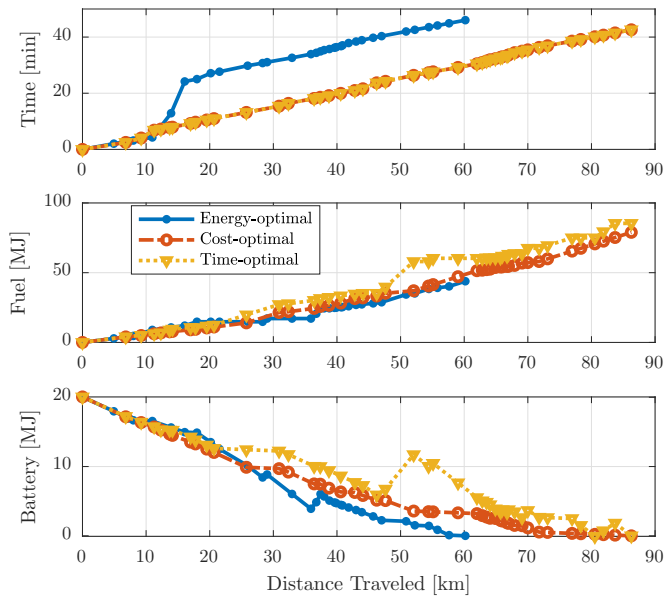 Time [min]
40
20
0
0 10 20 30 40 50 60 70 80 90
Fuel [MJ]
100
50
0
Energy-optimal
Cost-optimal
Time-optimal
0 10 20 30 40 50 60 70 80 90
Battery [MJ]
20
10
0
0 10 20 30 40 50 60 70 80 90
Distance Traveled [km]